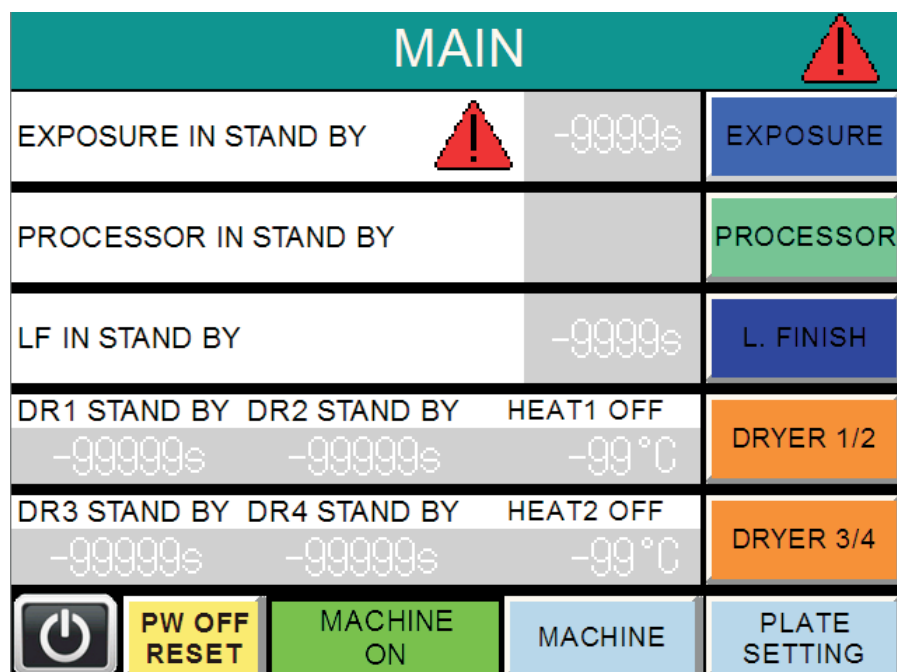 MAIN
EXPOSURE IN STAND BY -9999s EXPOSURE
PROCESSOR IN STAND BY PROCESSOR
LF IN STAND BY -9999s L. FINISH
DR1 STAND BY DR2 STAND BY HEAT1 OFF
-99999s -99999s -99°C
DRYER 1/2
DR3 STAND BY DR4 STAND BY HEAT2 OFF
-99999s -99999s -99°C
DRYER 3/4
PW OFF
RESET
MACHINE
ON
MACHINE
PLATE
SETTING